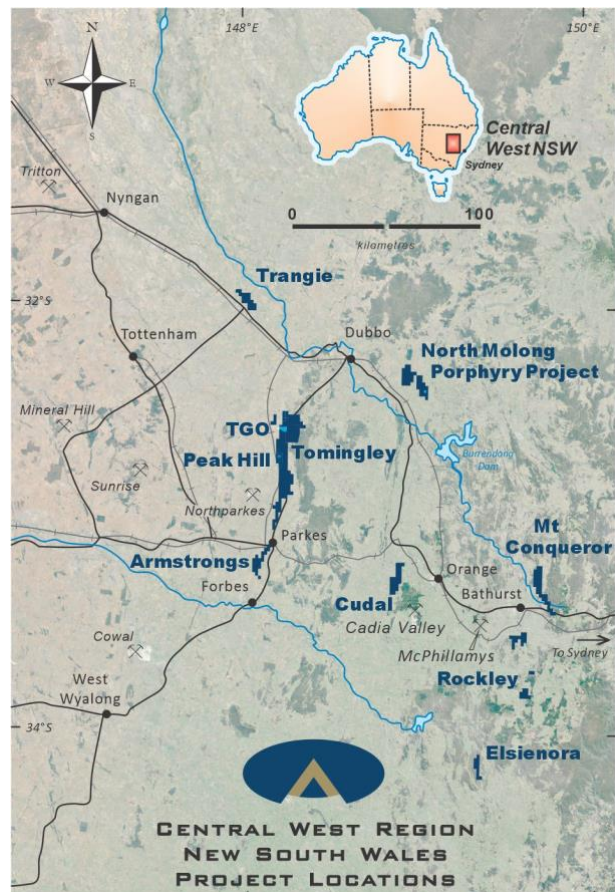 148°E
150°E
N
W
E
S
Central
West NSW
Sydney
Tritton
Nyngan
0
100
kilometres
Trangie
32°S
Tottenham
Dubbo
North Molong
Porphyry Project
Mineral Hill
TGO
Tomingley
Peak Hill
Burrendong
Dam
Sunrise
Northparkes
Mt
Conqueror
Parkes
Armstrongs
Orange
Forbes
Bathurst
Cudal
Cadia Valley
Cowal
McPhillamys
To Sydney
West
Wyalong
Rockley
34°S
Elsienora
CENTRAL WEST REGION
NEW SOUTH WALES
PROJECT LOCATIONS